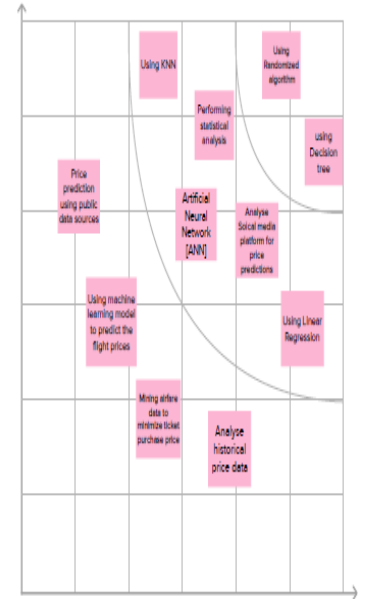 Using KNN
Using
Randomized
algorithm
Performing
statistical
analysis
using
Decision
tree
Price
prediction
using public
data sources
Artificial
Neural
Network
[ANN]
Analyse
Soical media
platform for
price
predictions
Using machine
learning model
to predict the
flight prices
Using Linear
Regression
Mining airfare
data to
minimize ticket
purchase price
Analyse
historical
price data